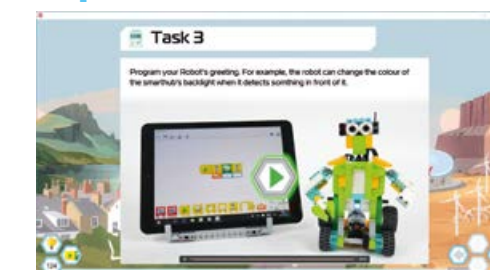 Task 3
Program your Robot's greeting. For example, the robot can change the colour of
the smarthub's backlight when it detects somthing in front of it.
124